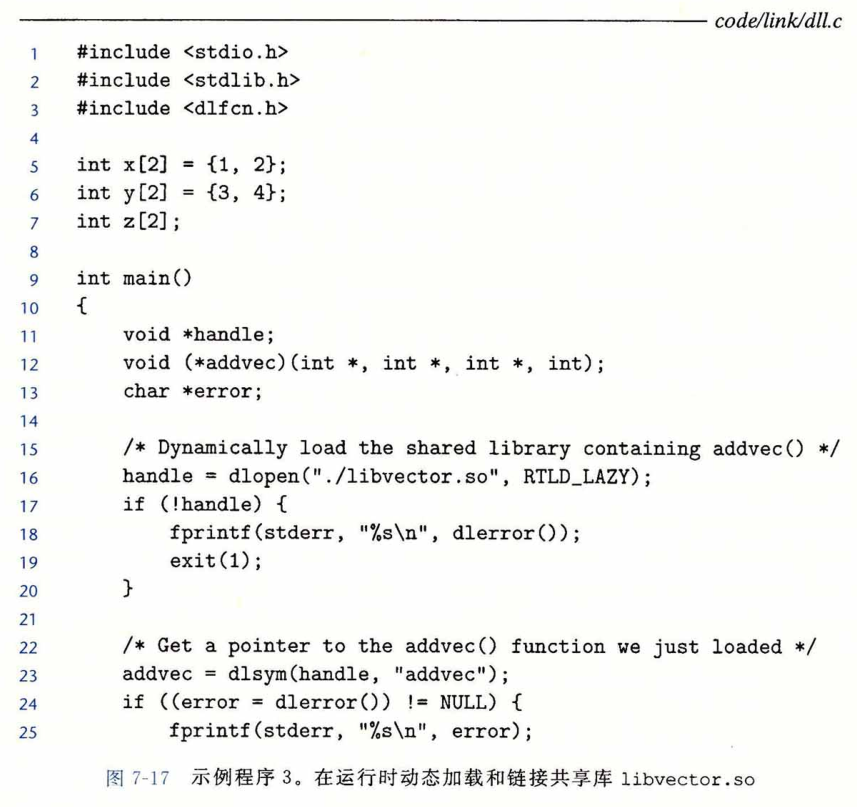 code/link/dll.c
1 #include <stdio.h>
2 #include <stdlib.h>
3 #include <dlfcn.h>
4
5 int x[2] = {1, 2};
6 int y[2] = {3, 4};
7 int z[2];
8
9 int main()
10 {
11     void *handle;
12     void (*addvec)(int *, int *, int *, int);
13     char *error;
14
15     /* Dynamically load the shared library containing addvec() */
16     handle = dlopen("./libvector.so", RTLD_LAZY);
17     if (!handle) {
18         fprintf(stderr, "%s\n", dlerror());
19         exit(1);
20     }
21
22     /* Get a pointer to the addvec() function we just loaded */
23     addvec = dlsym(handle, "addvec");
24     if ((error = dlerror()) != NULL) {
25         fprintf(stderr, "%s\n", error);
图 7-17 示例程序 3。在运行时动态加载和链接共享库 libvector.so